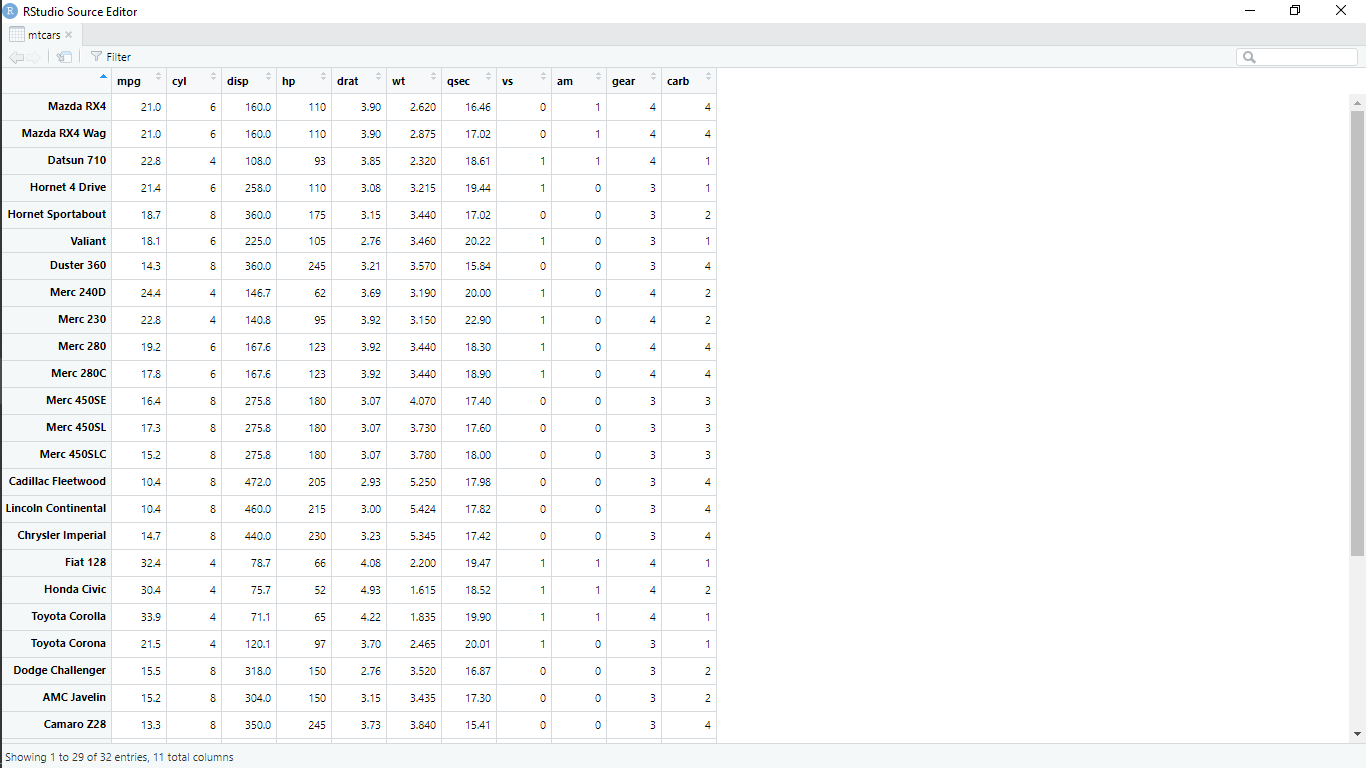 RStudio Source Editor
mtcars
Filter
mpg cyl disp hp drat wt qsec vs am gear carb
Mazda RX4 21.0 6 160.0 110 3.90 2.620 16.46 0 1 4 4
Mazda RX4 Wag 21.0 6 160.0 110 3.90 2.875 17.02 0 1 4 4
Datsun 710 22.8 4 108.0 93 3.85 2.320 18.61 1 1 4 1
Hornet 4 Drive 21.4 6 258.0 110 3.08 3.215 19.44 1 0 3 1
Hornet Sportabout 18.7 8 360.0 175 3.15 3.440 17.02 0 0 3 2
Valiant 18.1 6 225.0 105 2.76 3.460 20.22 1 0 3 1
Duster 360 14.3 8 360.0 245 3.21 3.570 15.84 0 0 3 4
Merc 240D 24.4 4 146.7 62 3.69 3.190 20.00 1 0 4 2
Merc 230 22.8 4 140.8 95 3.92 3.150 22.90 1 0 4 2
Merc 280 19.2 6 167.6 123 3.92 3.440 18.30 1 0 4 4
Merc 280C 17.8 6 167.6 123 3.92 3.440 18.90 1 0 4 4
Merc 450SE 16.4 8 275.8 180 3.07 4.070 17.40 0 0 3 3
Merc 450SL 17.3 8 275.8 180 3.07 3.730 17.60 0 0 3 3
Merc 450SLC 15.2 8 275.8 180 3.07 3.780 18.00 0 0 3 3
Cadillac Fleetwood 10.4 8 472.0 205 2.93 5.250 17.98 0 0 3 4
Lincoln Continental 10.4 8 460.0 215 3.00 5.424 17.82 0 0 3 4
Chrysler Imperial 14.7 8 440.0 230 3.23 5.345 17.42 0 0 3 4
Fiat 128 32.4 4 78.7 66 4.08 2.200 19.47 1 1 4 1
Honda Civic 30.4 4 75.7 52 4.93 1.615 18.52 1 1 4 2
Toyota Corolla 33.9 4 71.1 65 4.22 1.835 19.90 1 1 4 1
Toyota Corona 21.5 4 120.1 97 3.70 2.465 20.01 1 0 3 1
Dodge Challenger 15.5 8 318.0 150 2.76 3.520 16.87 0 0 3 2
AMC Javelin 15.2 8 304.0 150 3.15 3.435 17.30 0 0 3 2
Camaro Z28 13.3 8 350.0 245 3.73 3.840 15.41 0 0 3 4
Showing 1 to 29 of 32 entries, 11 total columns